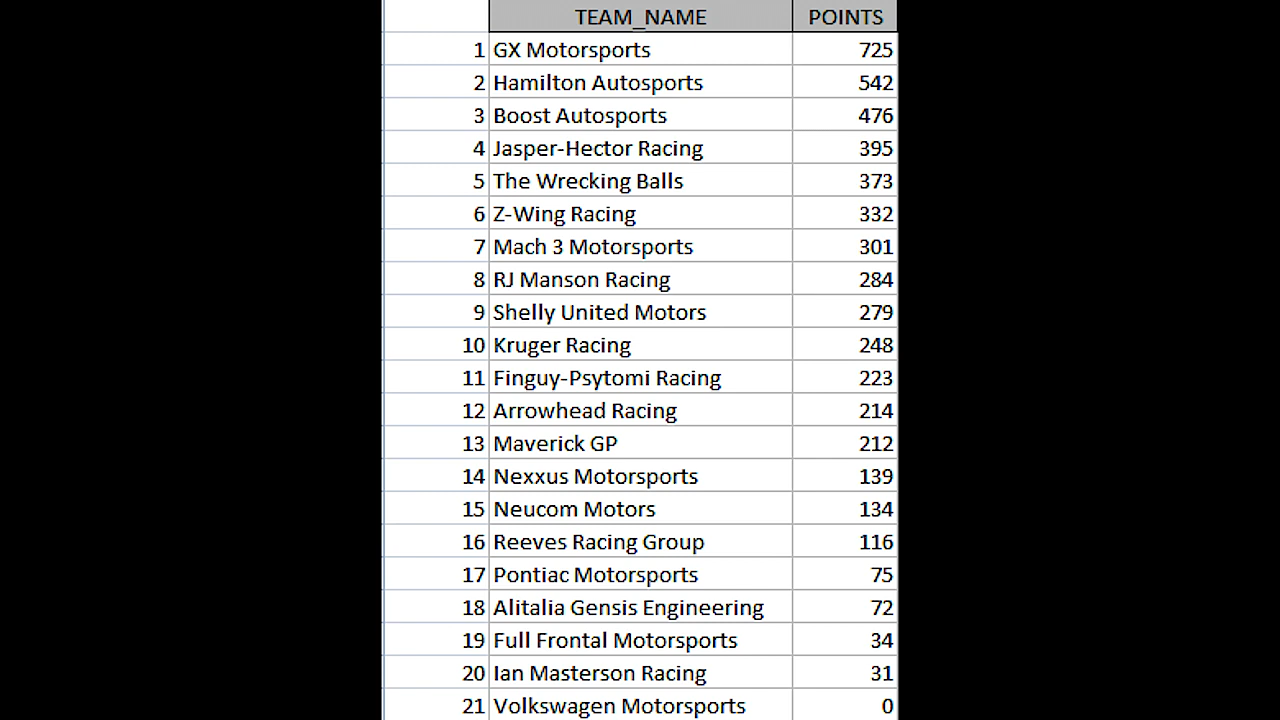 TEAM_NAME POINTS
1 GX Motorsports 725
2 Hamilton Autosports 542
3 Boost Autosports 476
4 Jasper-Hector Racing 395
5 The Wrecking Balls 373
6 Z-Wing Racing 332
7 Mach 3 Motorsports 301
8 RJ Manson Racing 284
9 Shelly United Motors 279
10 Kruger Racing 248
11 Finguy-Psytomi Racing 223
12 Arrowhead Racing 214
13 Maverick GP 212
14 Nexxus Motorsports 139
15 Neucom Motors 134
16 Reeves Racing Group 116
17 Pontiac Motorsports 75
18 Alitalia Gensis Engineering 72
19 Full Frontal Motorsports 34
20 Ian Masterson Racing 31
21 Volkswagen Motorsports 0